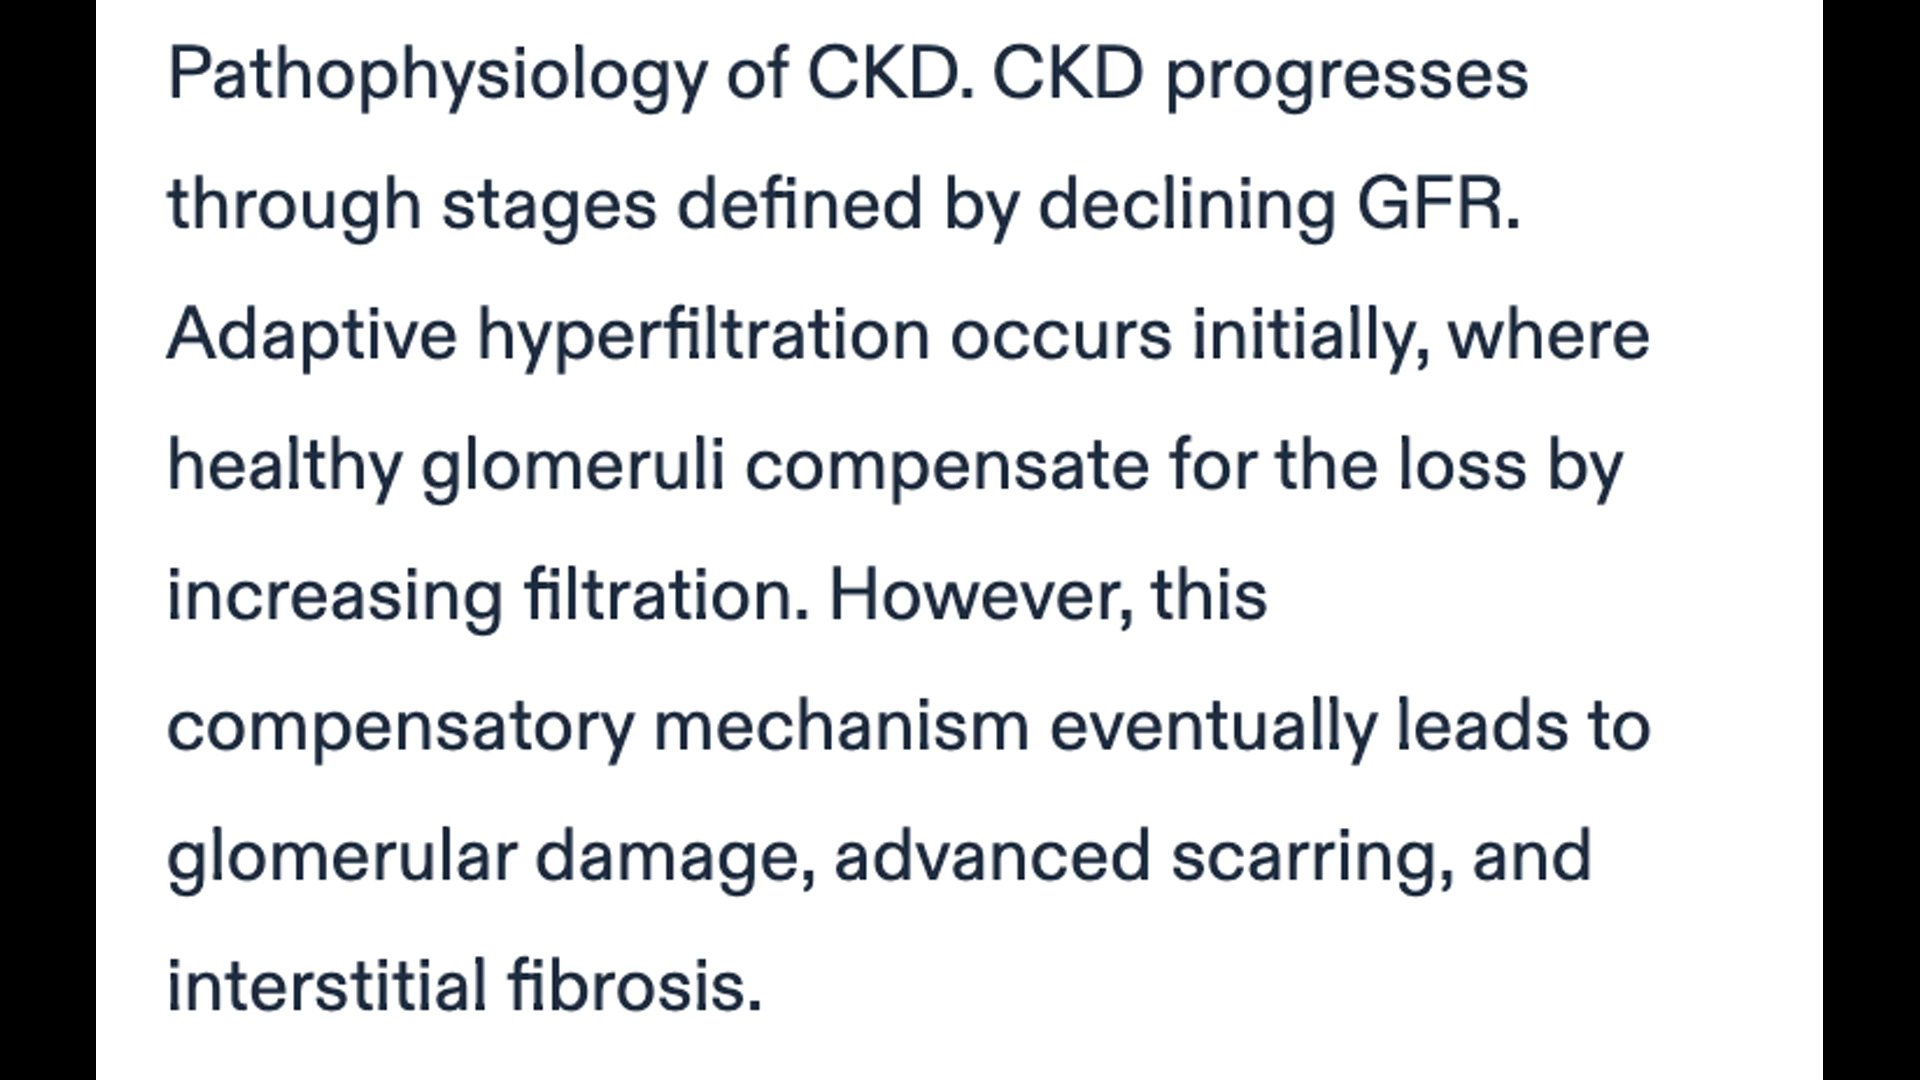 Pathophysiology of CKD. CKD progresses
through stages defined by declining GFR.
Adaptive hyperfiltration occurs initially, where
healthy glomeruli compensate for the loss by
increasing filtration. However, this
compensatory mechanism eventually leads to
glomerular damage, advanced scarring, and
interstitial fibrosis.